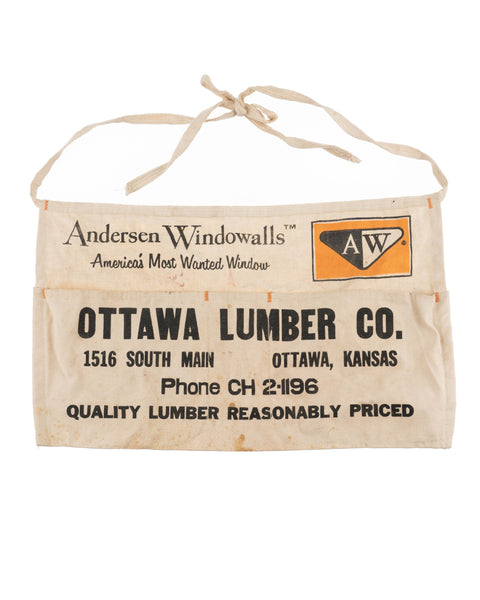 Andersen Windowalls™
America's Most Wanted Window
AW®
OTTAWA LUMBER CO.
1516 SOUTH MAIN OTTAWA, KANSAS
Phone CH 2-1196
QUALITY LUMBER REASONABLY PRICED